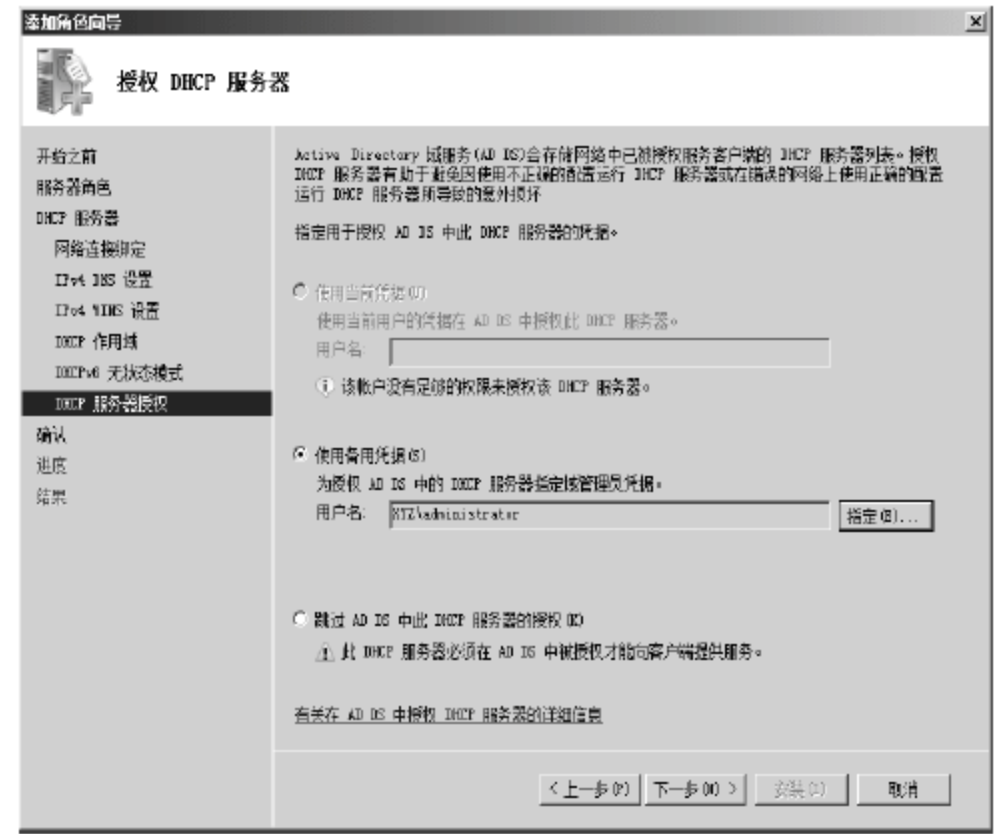 添加角色向导
授权 DHCP 服务器
开始之前
服务器角色
DHCP 服务器
网络连接绑定
IPv4 DNS 设置
IPv4 WINS 设置
DHCP 作用域
DHCPv6 无状态模式
DHCP 服务器授权
确认
进度
结果
Active Directory 域服务(AD DS)会存储网络中已被授权服务客户端的 DHCP 服务器列表。授权
DHCP 服务器有助于避免因使用不正确的配置运行 DHCP 服务器或在错误的网络上使用正确的配置
运行 DHCP 服务器所导致的意外损坏
指定用于授权 AD DS 中此 DHCP 服务器的凭据。
使用当前凭据(U)
使用当前用户的凭据在 AD DS 中授权此 DHCP 服务器。
用户名:
该帐户没有足够的权限来授权该 DHCP 服务器。
使用备用凭据(S)
为授权 AD DS 中的 DHCP 服务器指定域管理员凭据。
用户名: XYZ\administrator 指定(E)...
跳过 AD DS 中此 DHCP 服务器的授权(K)
此 DHCP 服务器必须在 AD DS 中被授权才能向客户端提供服务。
有关在 AD DS 中授权 DHCP 服务器的详细信息
< 上一步(P) 下一步(N) > 安装(I) 取消